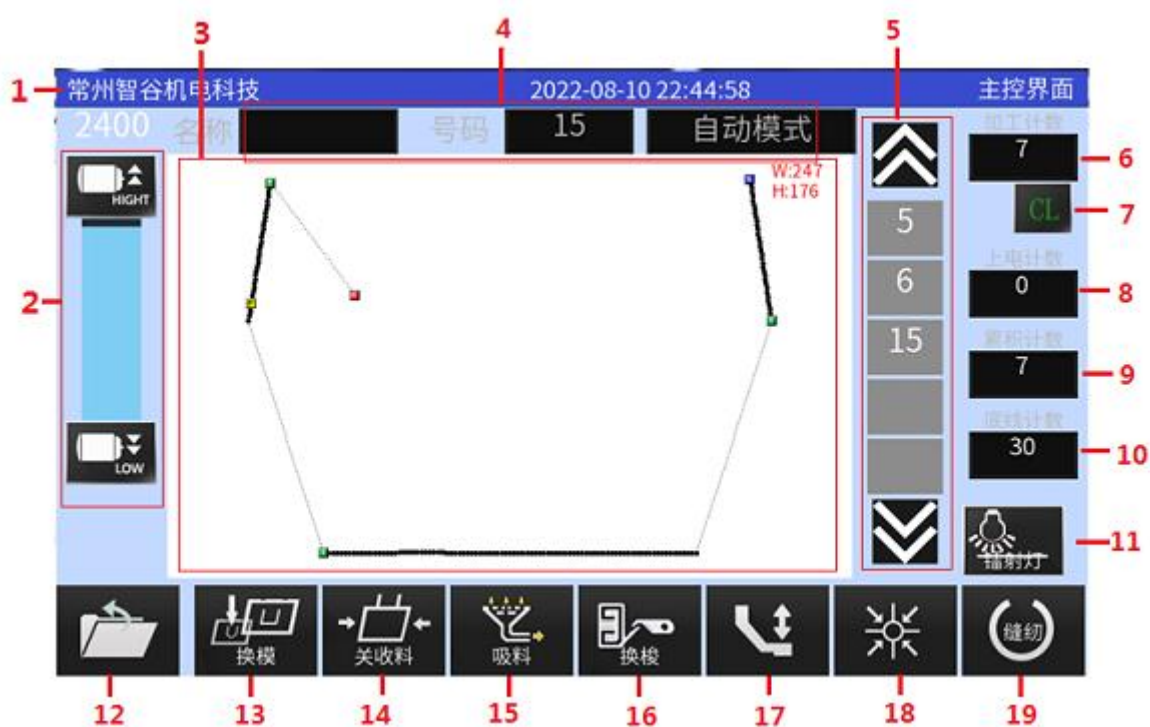 3 4 5
1 常州智谷机电科技 2022-08-10 22:44:58 主控界面
2400 名称 号码 15 自动模式 加工计数
7 6
W:247
H:176
HIGHT
CL 7
5
上电计数
2 6 0 8
累积计数
15 7 9
底线计数
30 10
LOW
镭射灯 11
换模 关收料 吸料 换梭 缝纫
12 13 14 15 16 17 18 19